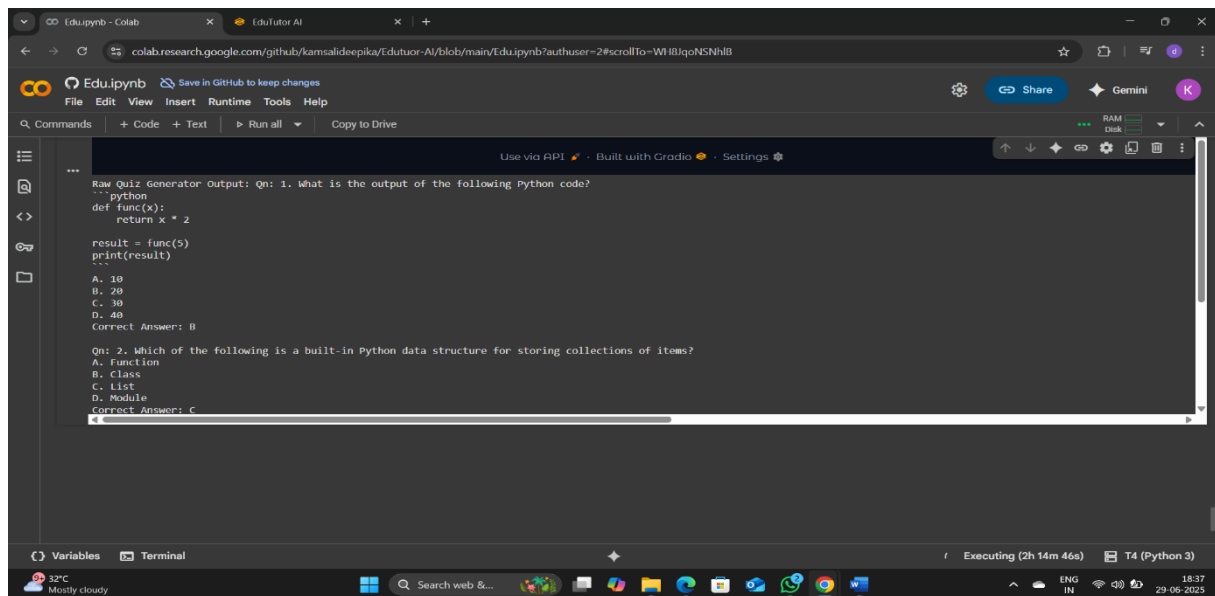 Edu.ipynb - Colab
EduTutor AI
colab.research.google.com/github/kamsalideepika/Edutuor-AI/blob/main/Edu.ipynb?authuser=2#scrollTo=WH8JqoNSNhlB
d
CO
Edu.ipynb Save in GitHub to keep changes
File Edit View Insert Runtime Tools Help
Share
Gemini
K
Commands + Code + Text Run all Copy to Drive
RAM
Disk
Use via API · Built with Gradio · Settings
Raw Quiz Generator Output: Qn: 1. What is the output of the following Python code?
```python
def func(x):
    return x * 2
result = func(5)
print(result)
```
A. 10
B. 20
C. 30
D. 40
Correct Answer: B
Qn: 2. Which of the following is a built-in Python data structure for storing collections of items?
A. Function
B. Class
C. List
D. Module
Correct Answer: C
Variables Terminal
Executing (2h 14m 46s) T4 (Python 3)
32°C
Mostly cloudy
Search web &...
ENG
IN
18:37
29-06-2025